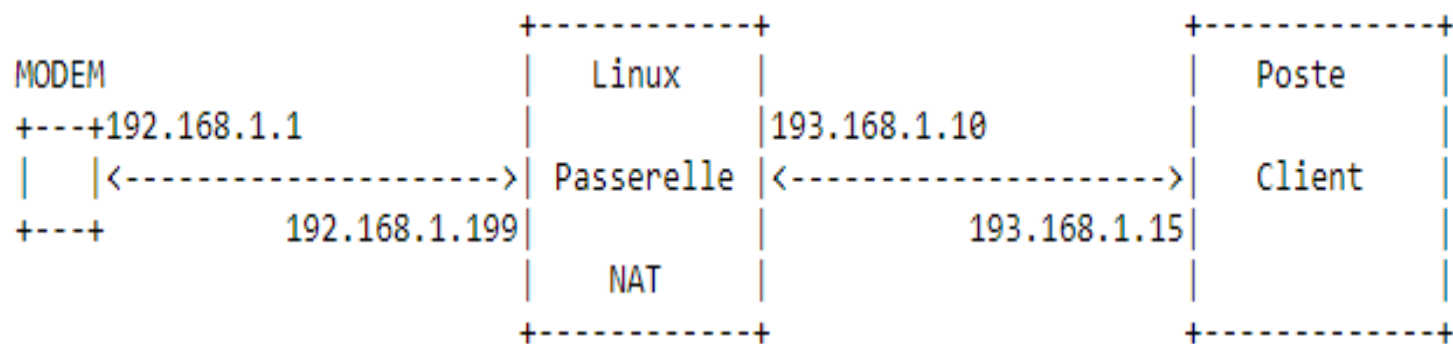 MODEM Linux Poste
192.168.1.1 193.168.1.10
Passerelle Client
192.168.1.199 193.168.1.15
NAT